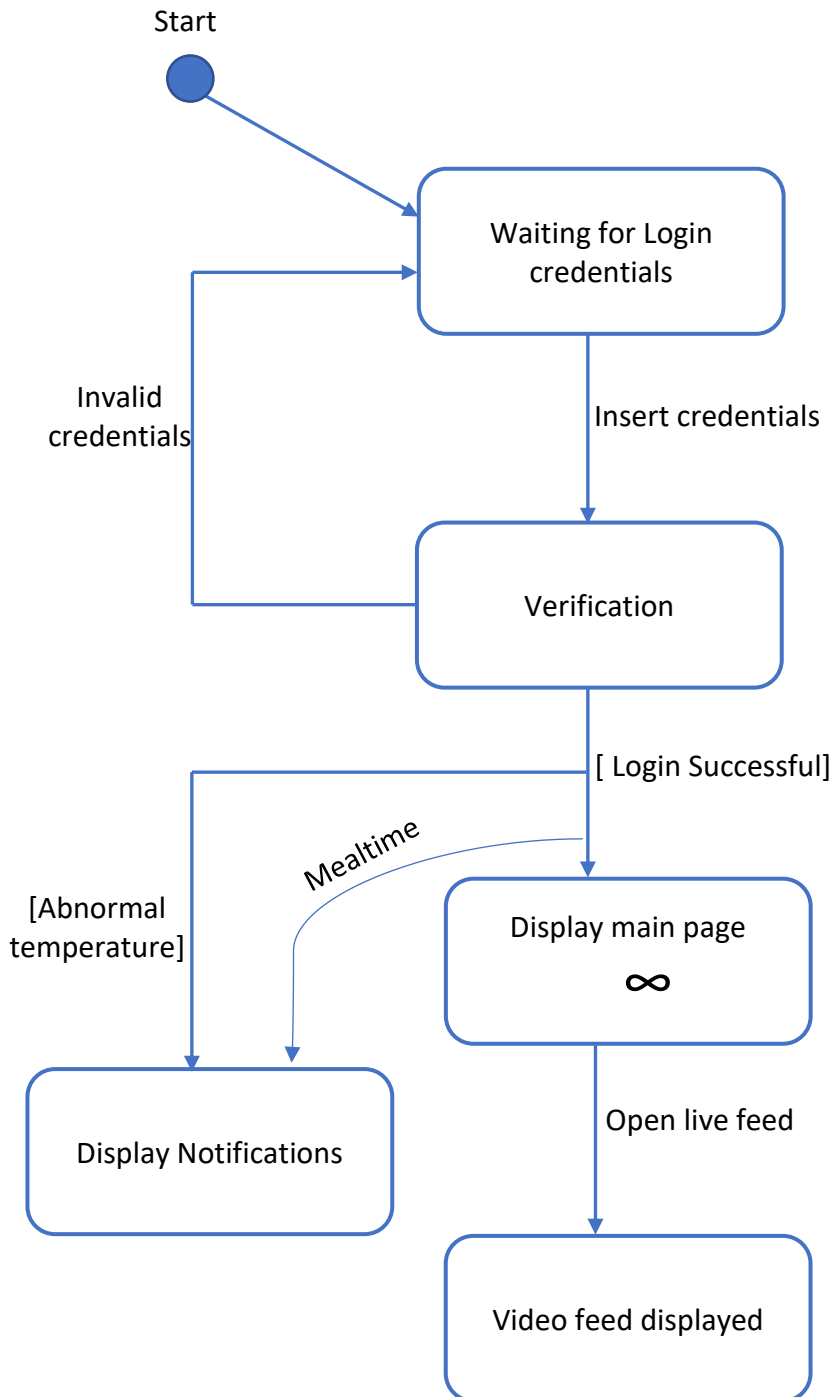 Start
Waiting for Login
credentials
Invalid
credentials
Insert credentials
Verification
[ Login Successful]
Mealtime
[Abnormal
temperature]
Display main page
∞
Display Notifications
Open live feed
Video feed displayed